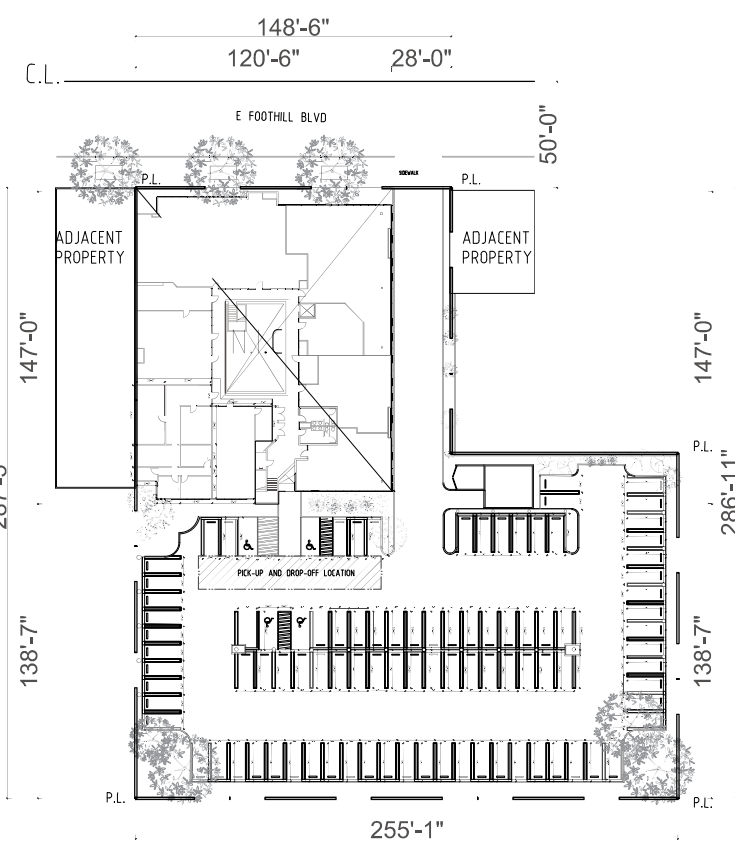 148'-6"
120'-6"
28'-0"
C.L.
E FOOTHILL BLVD
50'-0"
SIDEWALK
P.L.
P.L.
ADJACENT
PROPERTY
ADJACENT
PROPERTY
147'-0"
147'-0"
P.L.
286'-11"
PICK-UP AND DROP-OFF LOCATION
138'-7"
138'-7"
P.L.
P.L.
255'-1"